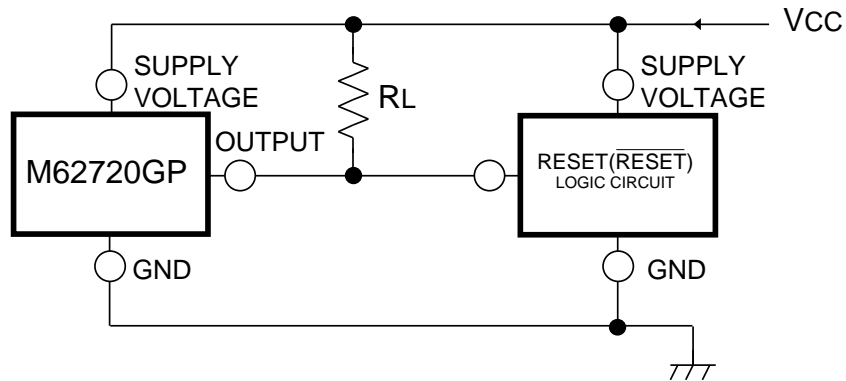 VCC
SUPPLY
VOLTAGE
RL
SUPPLY
VOLTAGE
OUTPUT
M62720GP
RESET(RESET)
LOGIC CIRCUIT
GND
GND